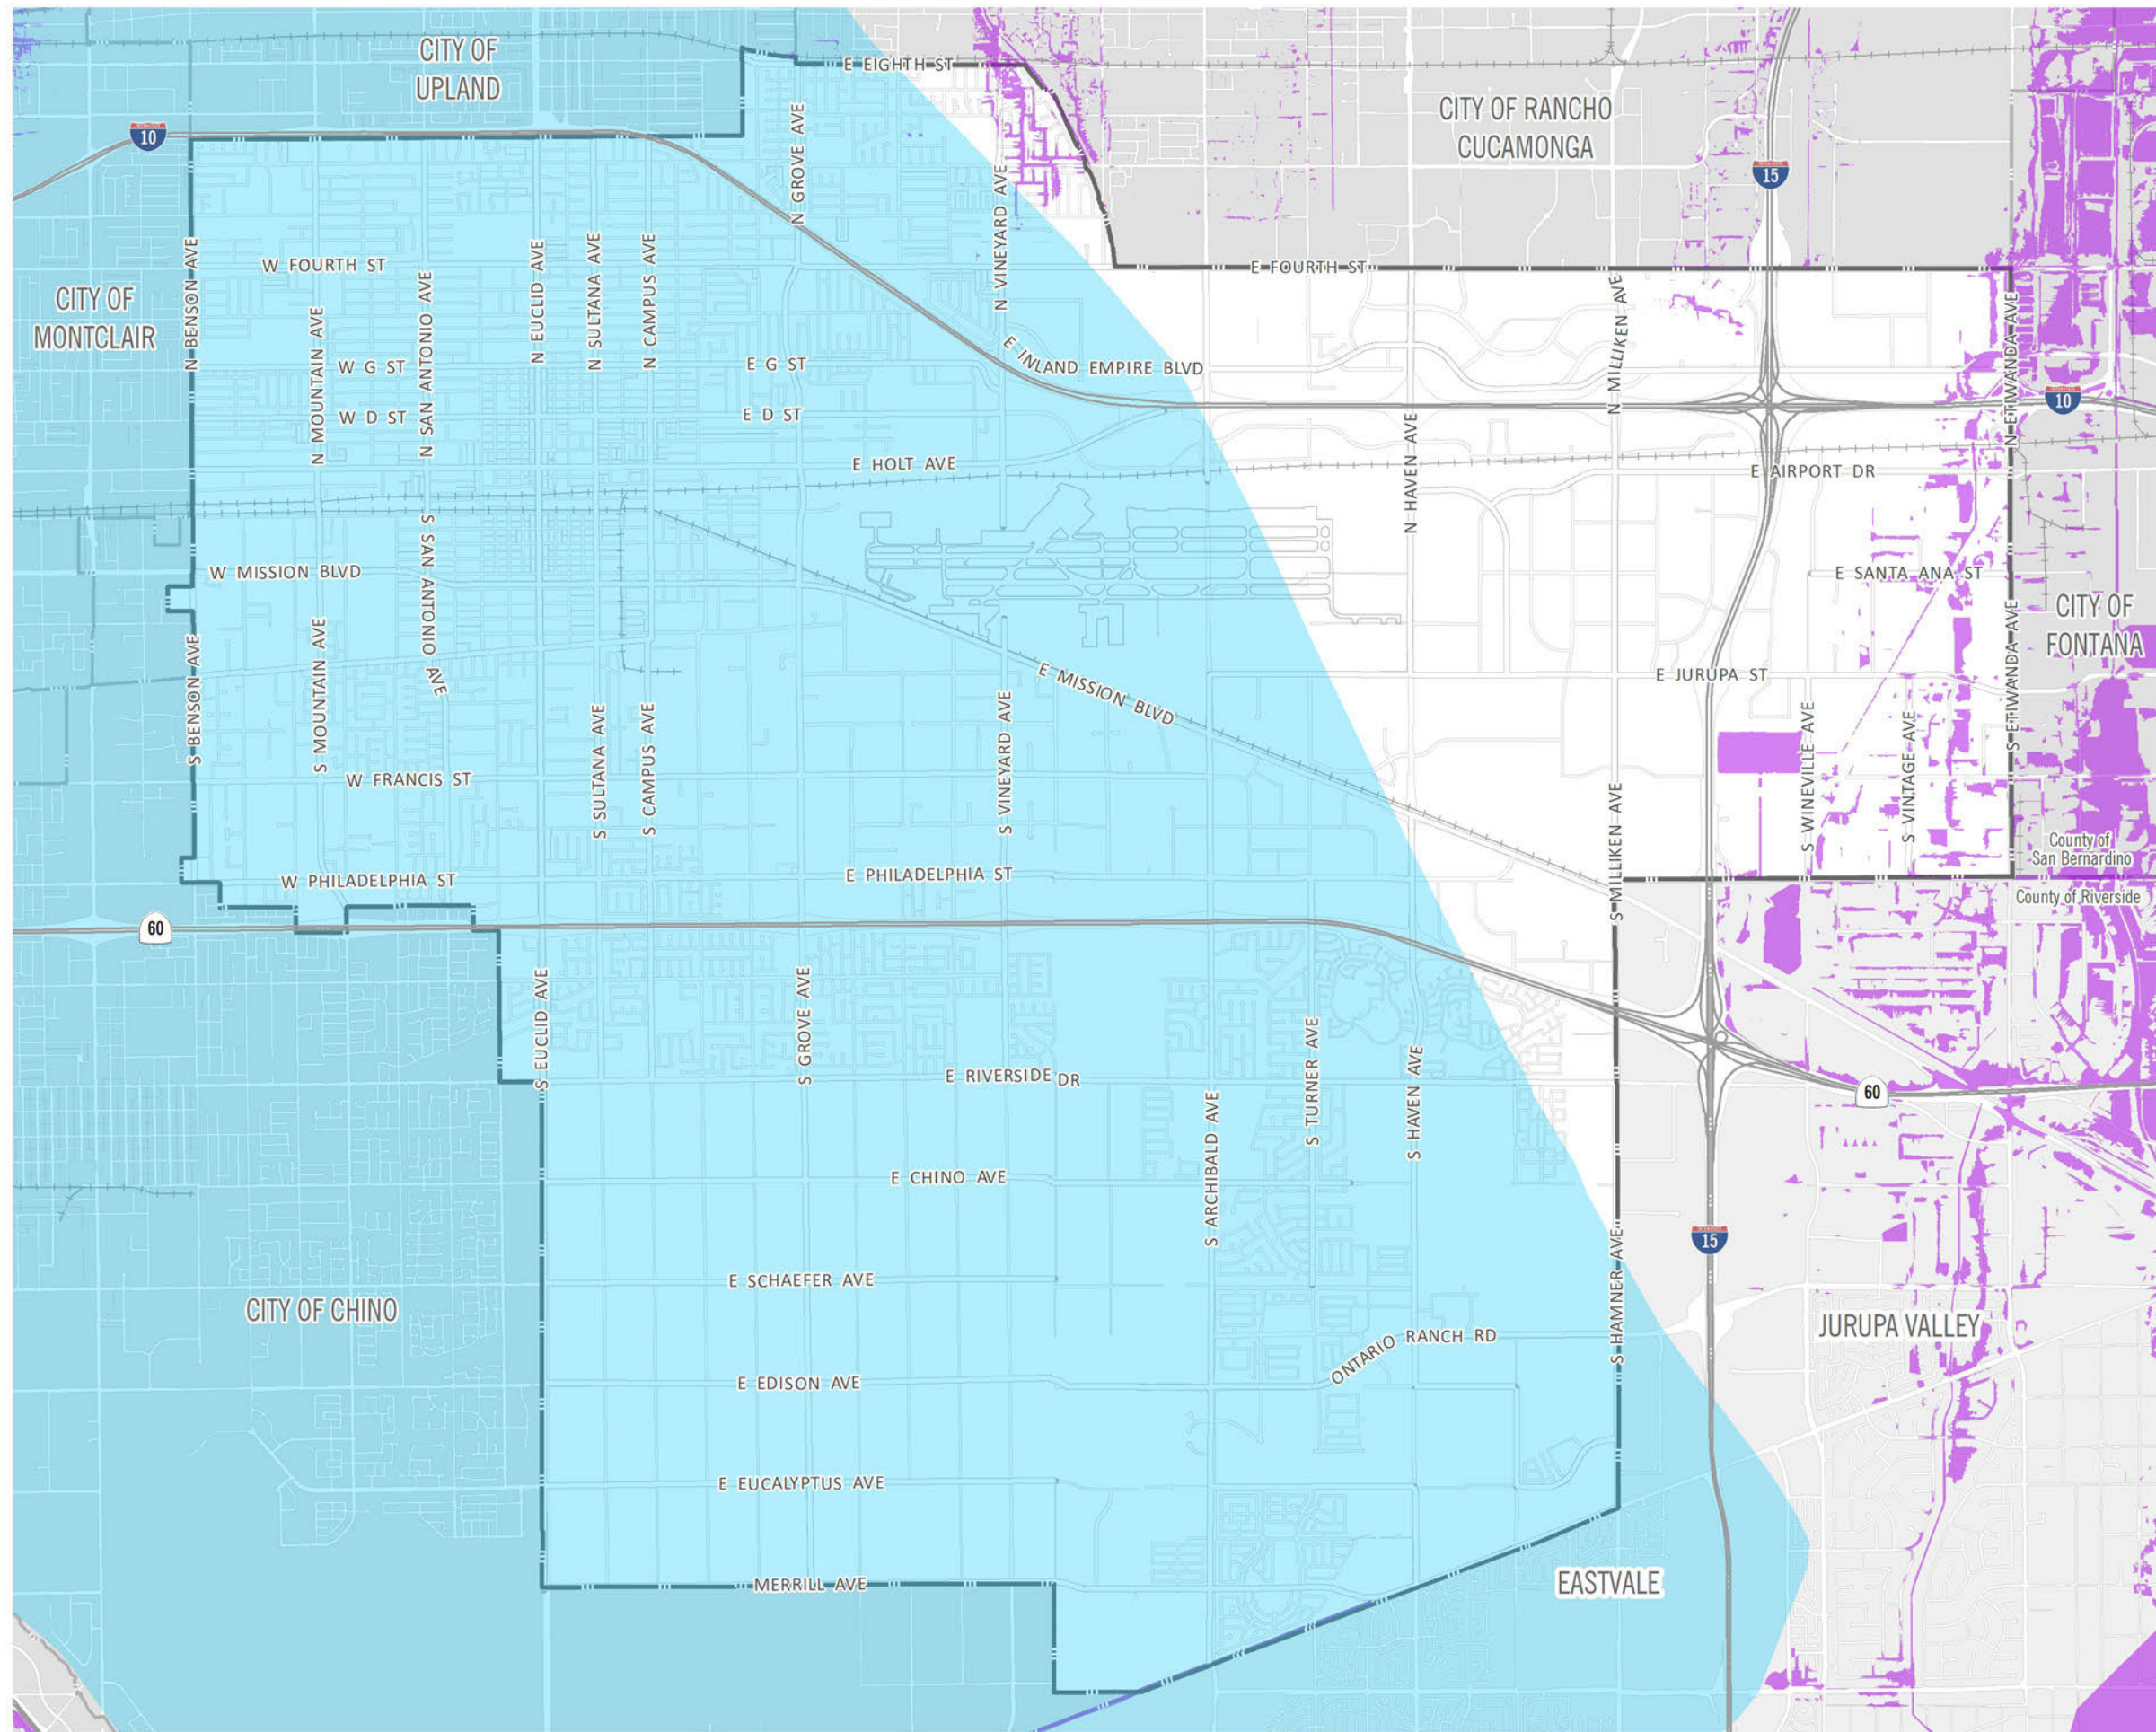 CITY OF
UPLAND
E EIGHTH ST
CITY OF RANCHO
CUCAMONGA
10
15
N GROVE AVE
N VINEYARD AVE
N BENSON AVE
W FOURTH ST
N EUCLID AVE
N SULTANA AVE
N CAMPUS AVE
E FOURTH ST
CITY OF
MONTCLAIR
N MOUNTAIN AVE
N SAN ANTONIO AVE
N MILLIKEN AVE
N ETIWANDA AVE
W G ST
E G ST
E INLAND EMPIRE BLVD
W D ST
E D ST
10
N HAVEN AVE
E HOLT AVE
E AIRPORT DR
W MISSION BLVD
S SAN ANTONIO AVE
E SANTA ANA ST
CITY OF
FONTANA
S BENSON AVE
S MOUNTAIN AVE
E MISSION BLVD
E JURUPA ST
S ETIWANDA AVE
S SULTANA AVE
S CAMPUS AVE
S VINEYARD AVE
S WINEVILLE AVE
S VINTAGE AVE
W FRANCIS ST
S MILLIKEN AVE
County of
San Bernardino
W PHILADELPHIA ST
E PHILADELPHIA ST
County of Riverside
60
S EUCLID AVE
S GROVE AVE
E RIVERSIDE DR
S TURNER AVE
S HAVEN AVE
60
S ARCHIBALD AVE
E CHINO AVE
15
S HAMNER AVE
E SCHAEFER AVE
CITY OF CHINO
JURUPA VALLEY
ONTARIO RANCH RD
E EDISON AVE
E EUCALYPTUS AVE
MERRILL AVE
EASTVALE